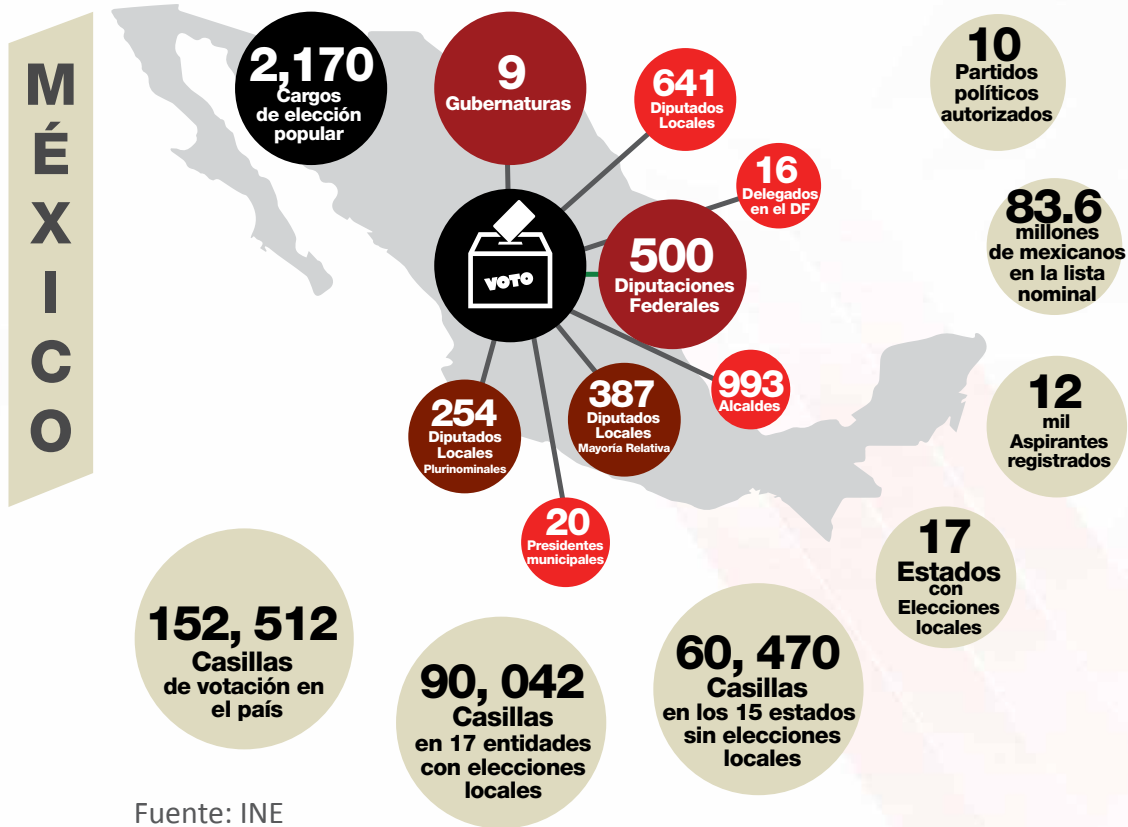 MÉXICO
2,170
Cargos
de elección
popular
9
Gubernaturas
641
Diputados
Locales
16
Delegados
en el DF
VOTO
500
Diputaciones
Federales
993
Alcaldes
387
Diputados
Locales
Mayoría Relativa
254
Diputados
Locales
Plurinominales
20
Presidentes
municipales
10
Partidos
políticos
autorizados
83.6
millones
de mexicanos
en la lista
nominal
12
mil
Aspirantes
registrados
17
Estados
con
Elecciones
locales
152, 512
Casillas
de votación en
el país
90, 042
Casillas
en 17 entidades
con elecciones
locales
60, 470
Casillas
en los 15 estados
sin elecciones
locales
Fuente: INE